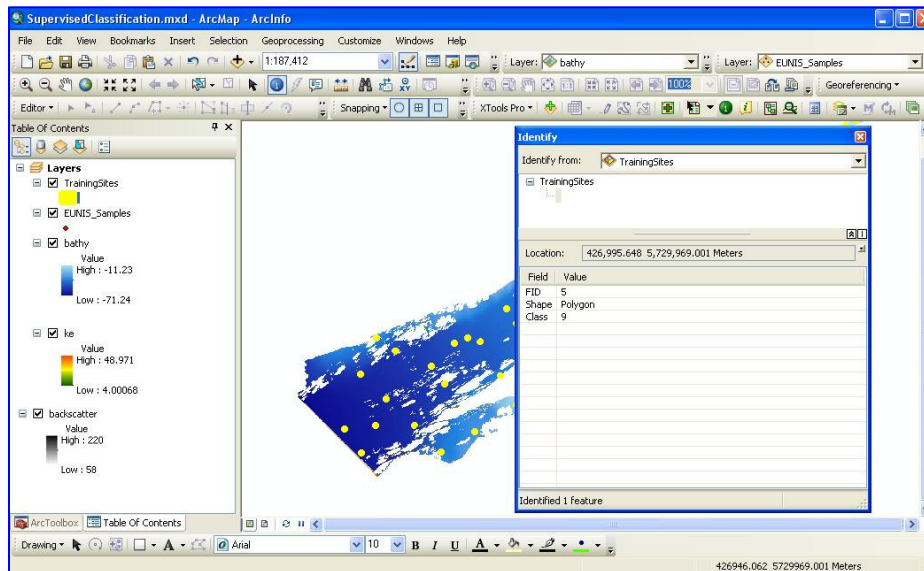 SupervisedClassification.mxd - ArcMap - ArcInfo
File Edit View Bookmarks Insert Selection Geoprocessing Customize Windows Help
1:187,412 Layer: bathy Layer: EUNIS_Samples
100% Georeferencing
Editor Snapping XTools Pro
Table Of Contents
Layers
TrainingSites
EUNIS_Samples
bathy
Value
High : -11.23
Low : -71.24
ke
Value
High : 48.971
Low : 4.00068
backscatter
Value
High : 220
Low : 58
ArcToolbox Table Of Contents
Identify
Identify from: TrainingSites
TrainingSites
Location: 426,995.648 5,729,969.001 Meters
Field Value
FID 5
Shape Polygon
Class 9
Identified 1 feature
Drawing A Arial 10 B I U A
426946.062 5729969.001 Meters